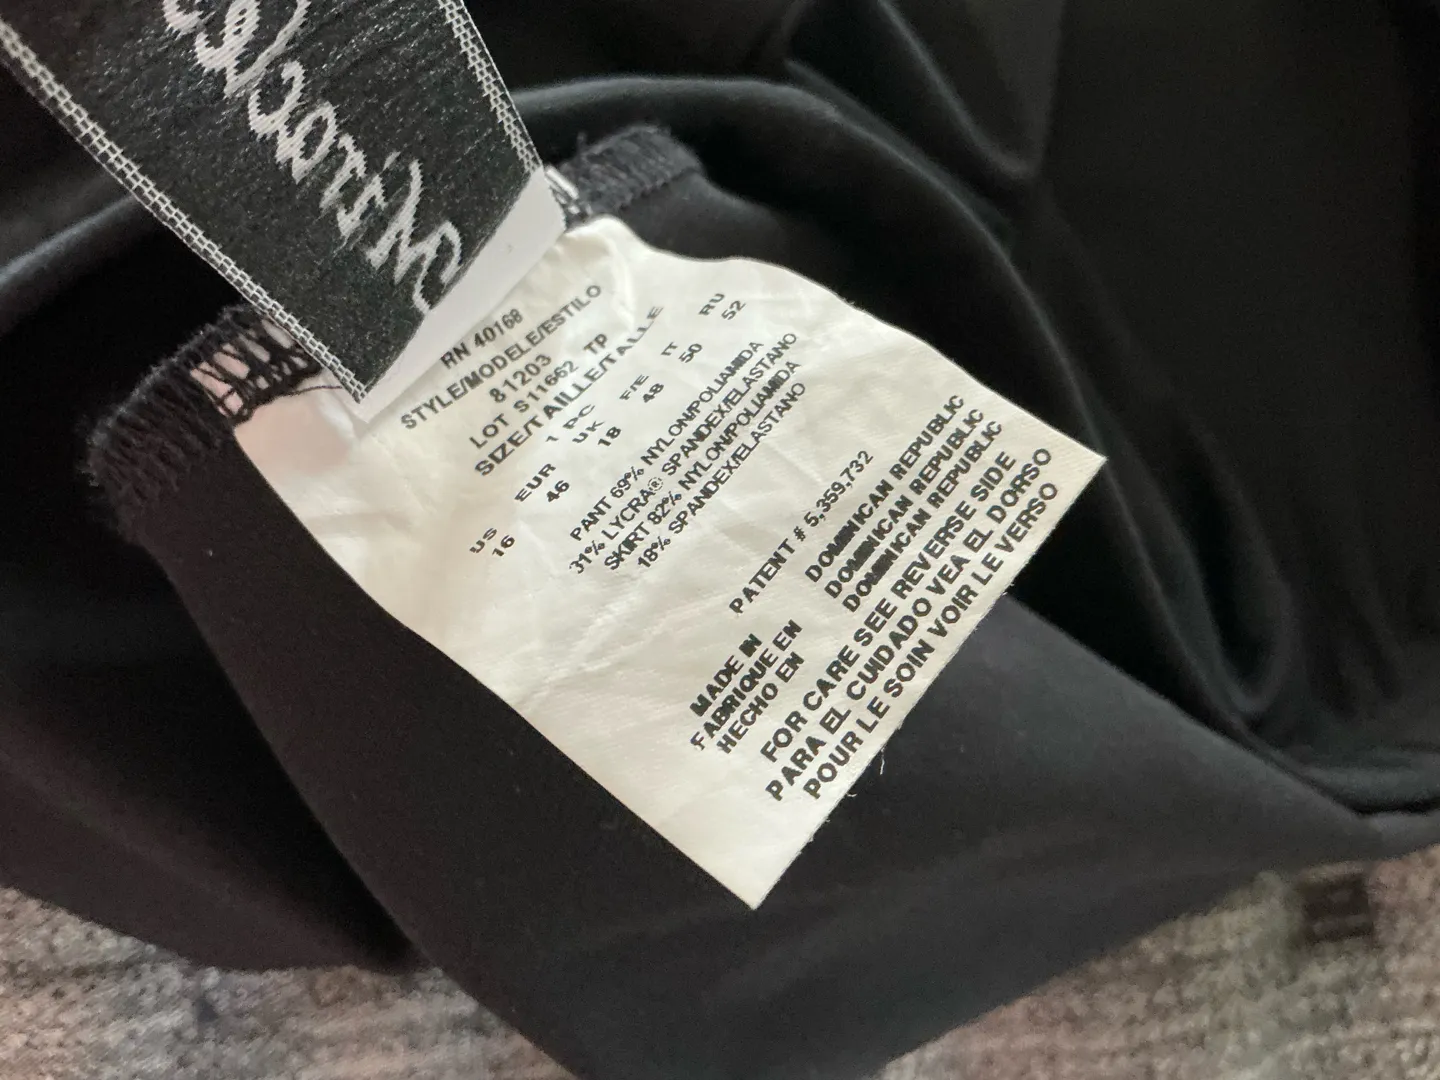 RN 40168
STYLE/MODELE/ESTILO
81203
LOT S11662 TP
SIZE/TAILLE/TALLE
1 PC
US EUR UK F/E IT RU
16 46 18 48 50 52
PANT 69% NYLON/POLIAMIDA
31% LYCRA® SPANDEX/ELASTANO
SKIRT 82% NYLON/POLIAMIDA
18% SPANDEX/ELASTANO
PATENT # 5,359,732
MADE IN DOMINICAN REPUBLIC
FABRIQUE EN DOMINICAN REPUBLIC
HECHO EN DOMINICAN REPUBLIC
FOR CARE SEE REVERSE SIDE
PARA EL CUIDADO VEA EL DORSO
POUR LE SOIN VOIR LE VERSO